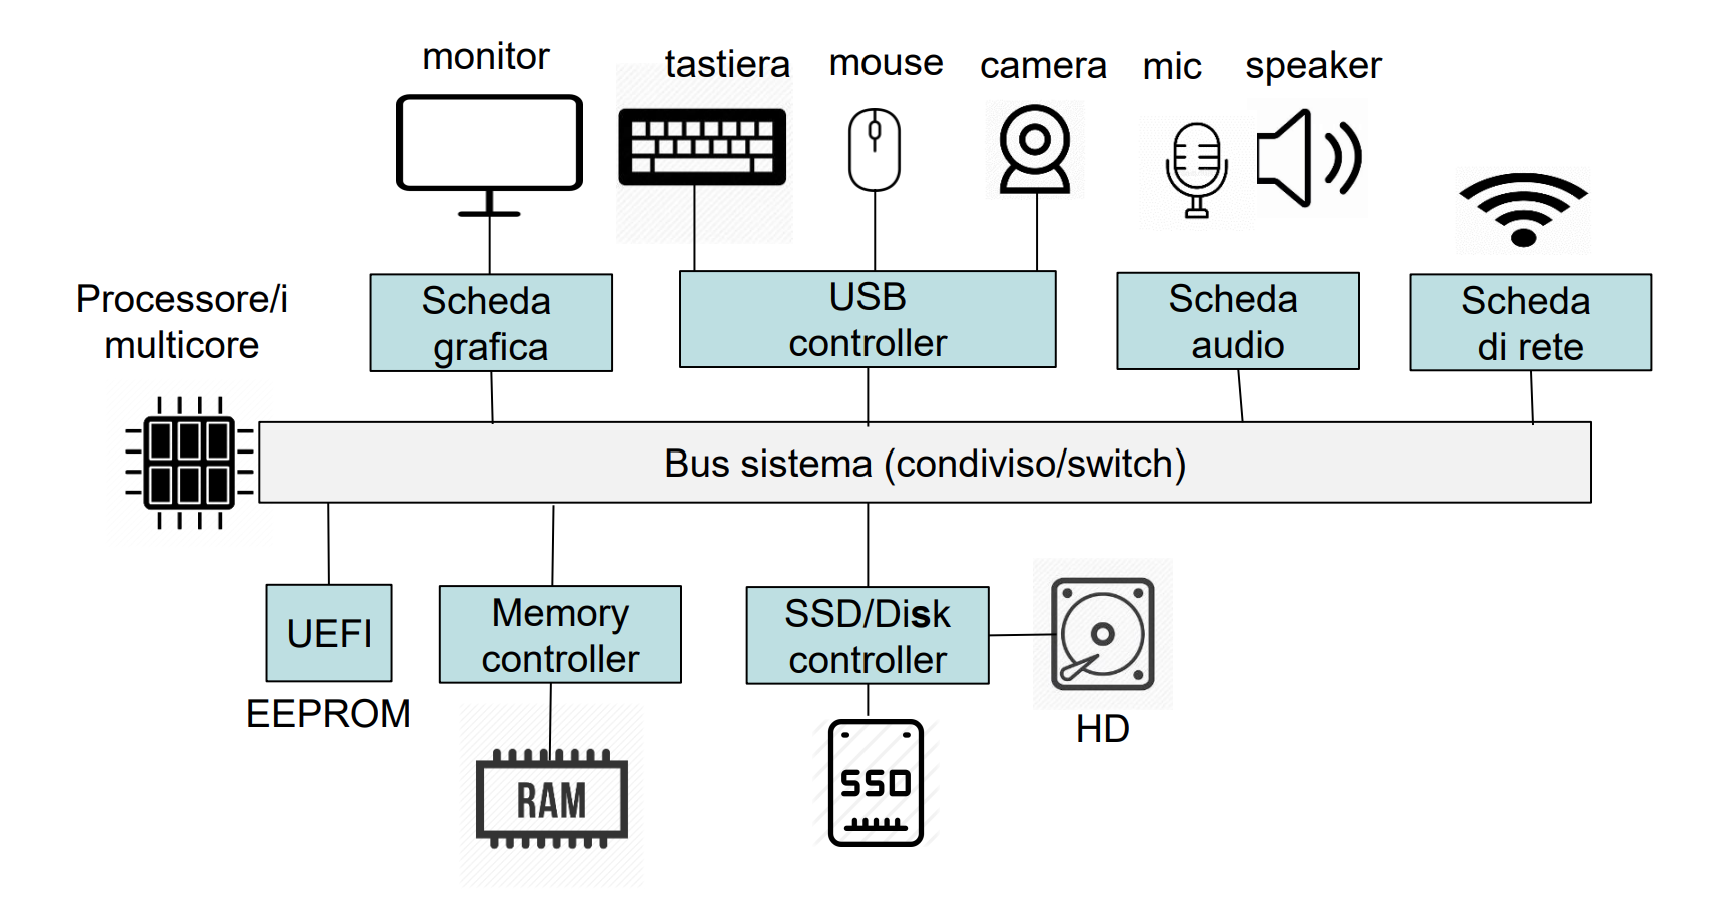 monitor
tastiera
mouse
camera
mic
speaker
Processore/i
multicore
Scheda
grafica
USB
controller
Scheda
audio
Scheda
di rete
Bus sistema (condiviso/switch)
UEFI
EEPROM
Memory
controller
SSD/Disk
controller
HD
RAM
SSD